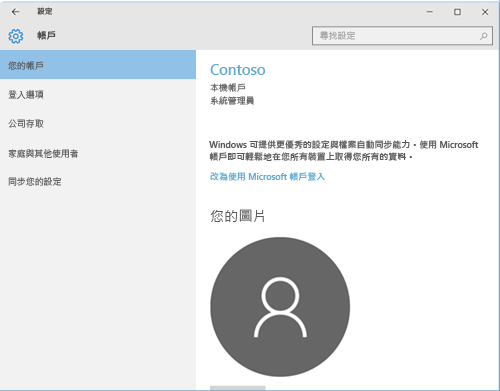 設定
帳戶
尋找設定
您的帳戶
登入選項
公司存取
家庭與其他使用者
同步您的設定
Contoso
本機帳戶
系統管理員
Windows 可提供更優秀的設定與檔案自動同步能力。使用 Microsoft
帳戶即可輕鬆地在您所有裝置上取得您所有的資料。
改為使用 Microsoft 帳戶登入
您的圖片